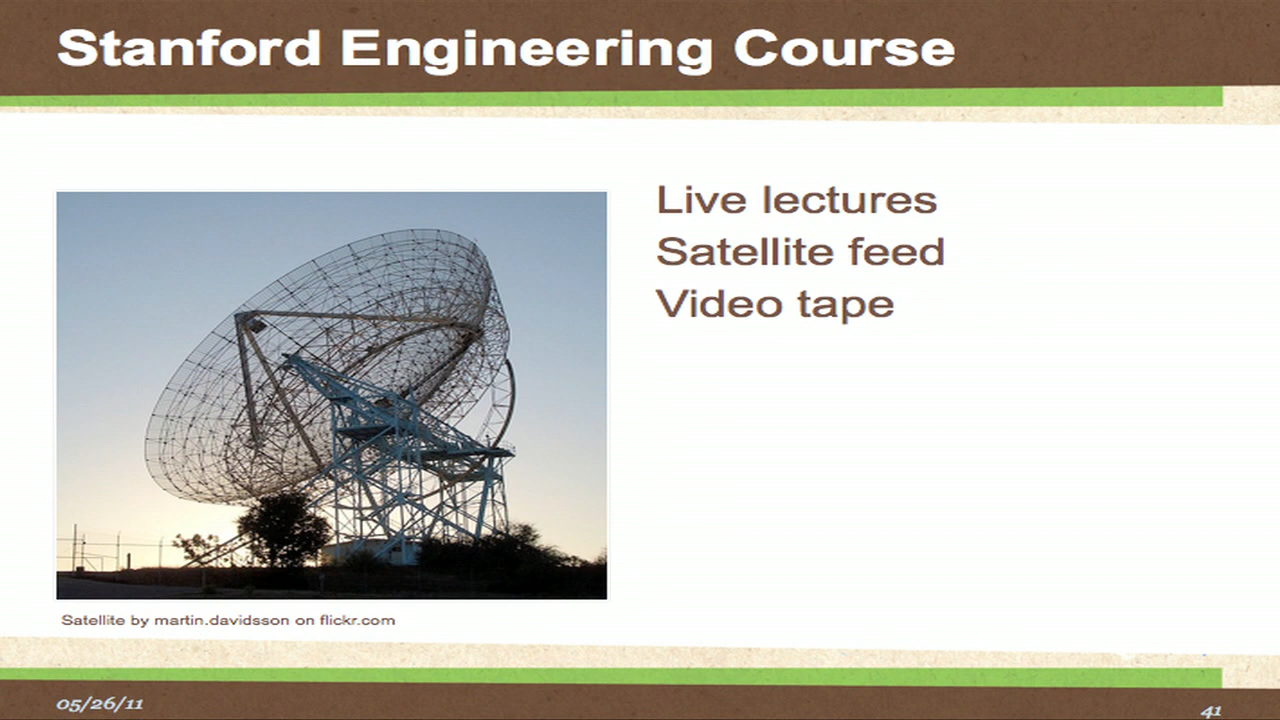 Stanford Engineering Course
Live lectures
Satellite feed
Video tape
Satellite by martin.davidsson on flickr.com
05/26/11
41